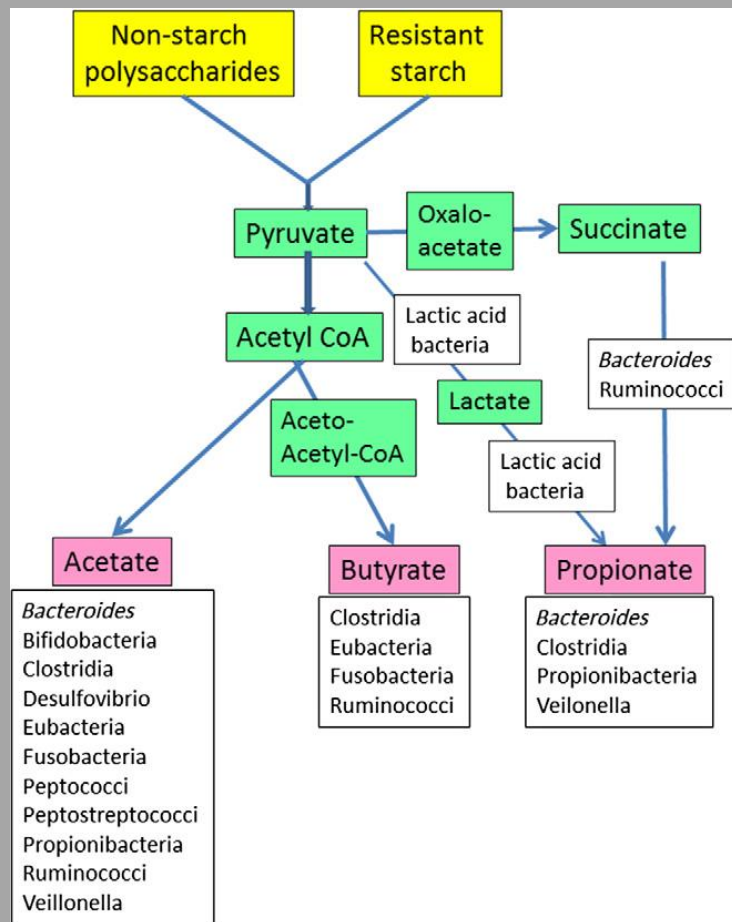 Non-starch
polysaccharides
Resistant
starch
Pyruvate
Oxalo-
acetate
Succinate
Acetyl CoA
Lactic acid
bacteria
Bacteroides
Ruminococci
Aceto-
Acetyl-CoA
Lactate
Lactic acid
bacteria
Acetate
Butyrate
Propionate
Bacteroides
Bifidobacteria
Clostridia
Desulfovibrio
Eubacteria
Fusobacteria
Peptococci
Peptostreptococci
Propionibacteria
Ruminococci
Veillonella
Clostridia
Eubacteria
Fusobacteria
Ruminococci
Bacteroides
Clostridia
Propionibacteria
Veilonella